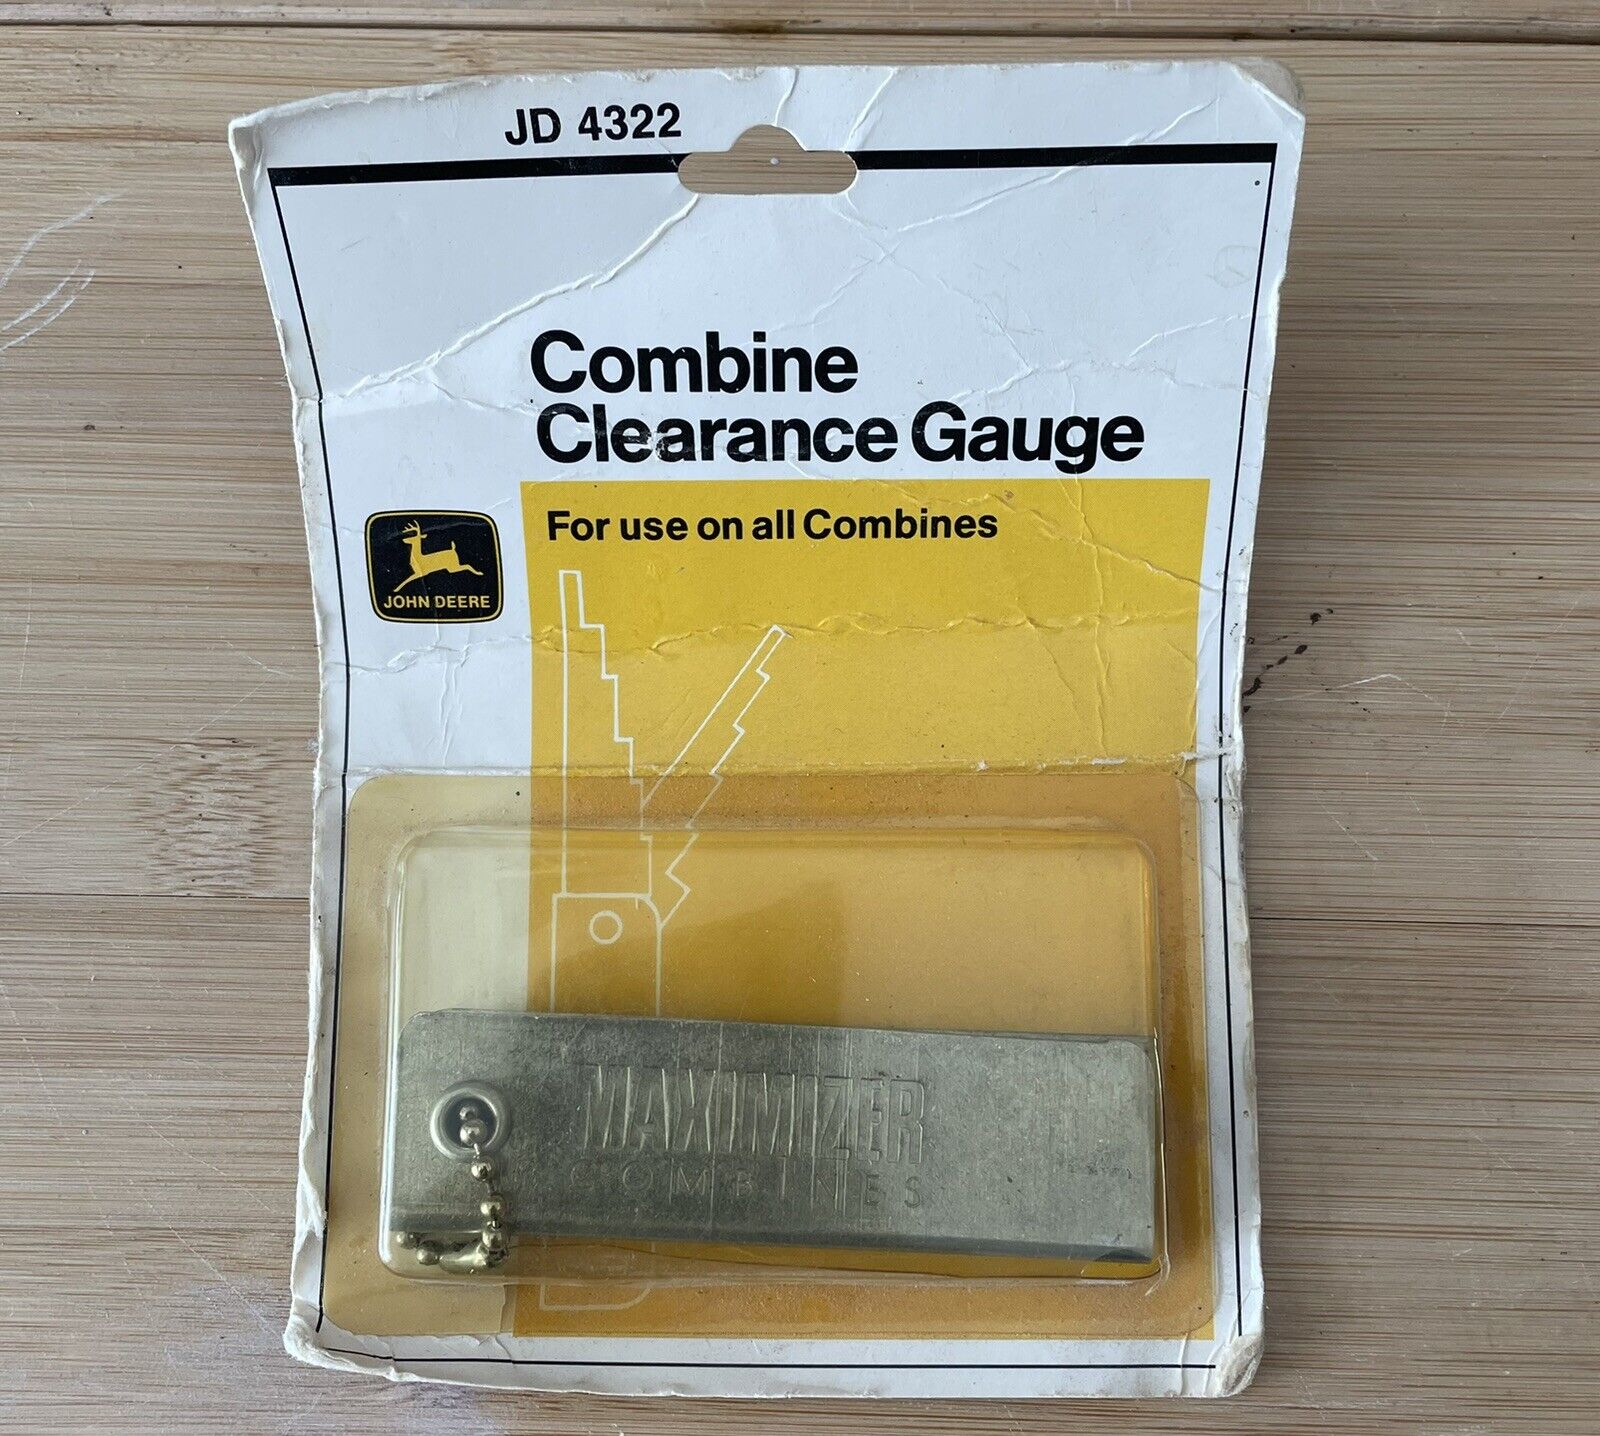 JD 4322
Combine
Clearance Gauge
For use on all Combines
JOHN DEERE
MAXIMIZER
COMBINES